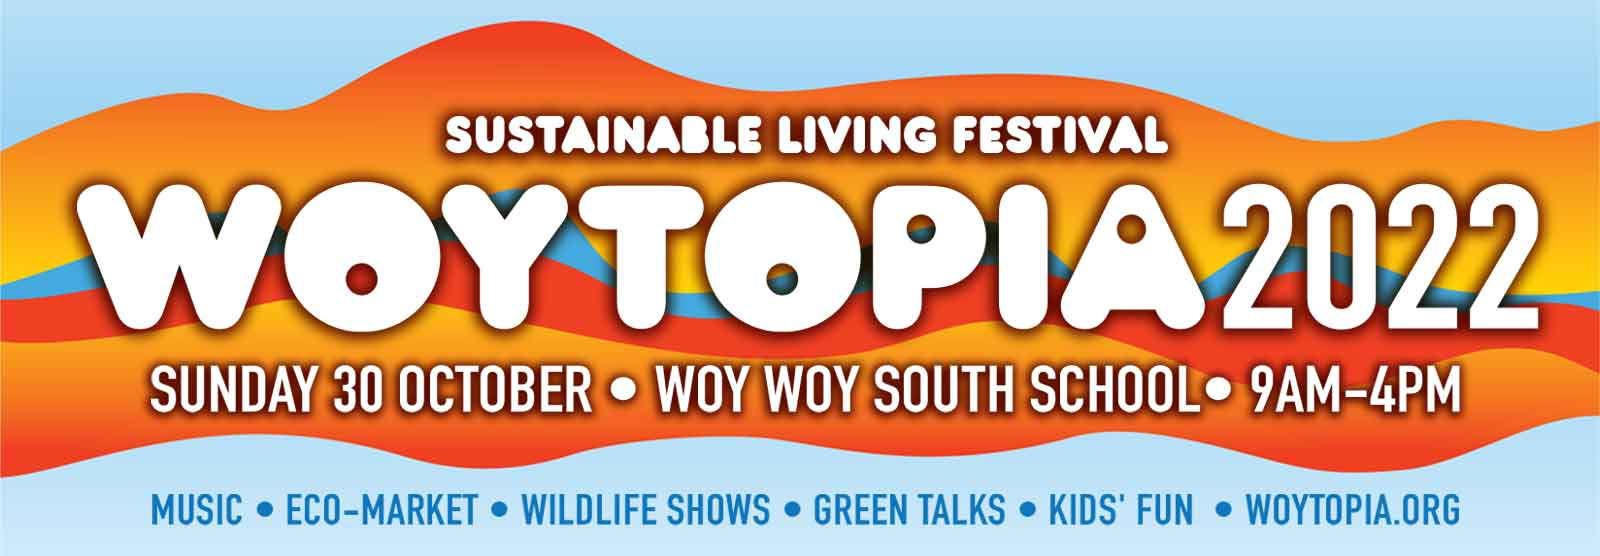 SUSTAINABLE LIVING FESTIVAL
WOYTOPIA2022
SUNDAY 30 OCTOBER • WOY WOY SOUTH SCHOOL • 9AM-4PM
MUSIC • ECO-MARKET • WILDLIFE SHOWS • GREEN TALKS • KIDS' FUN • WOYTOPIA.ORG